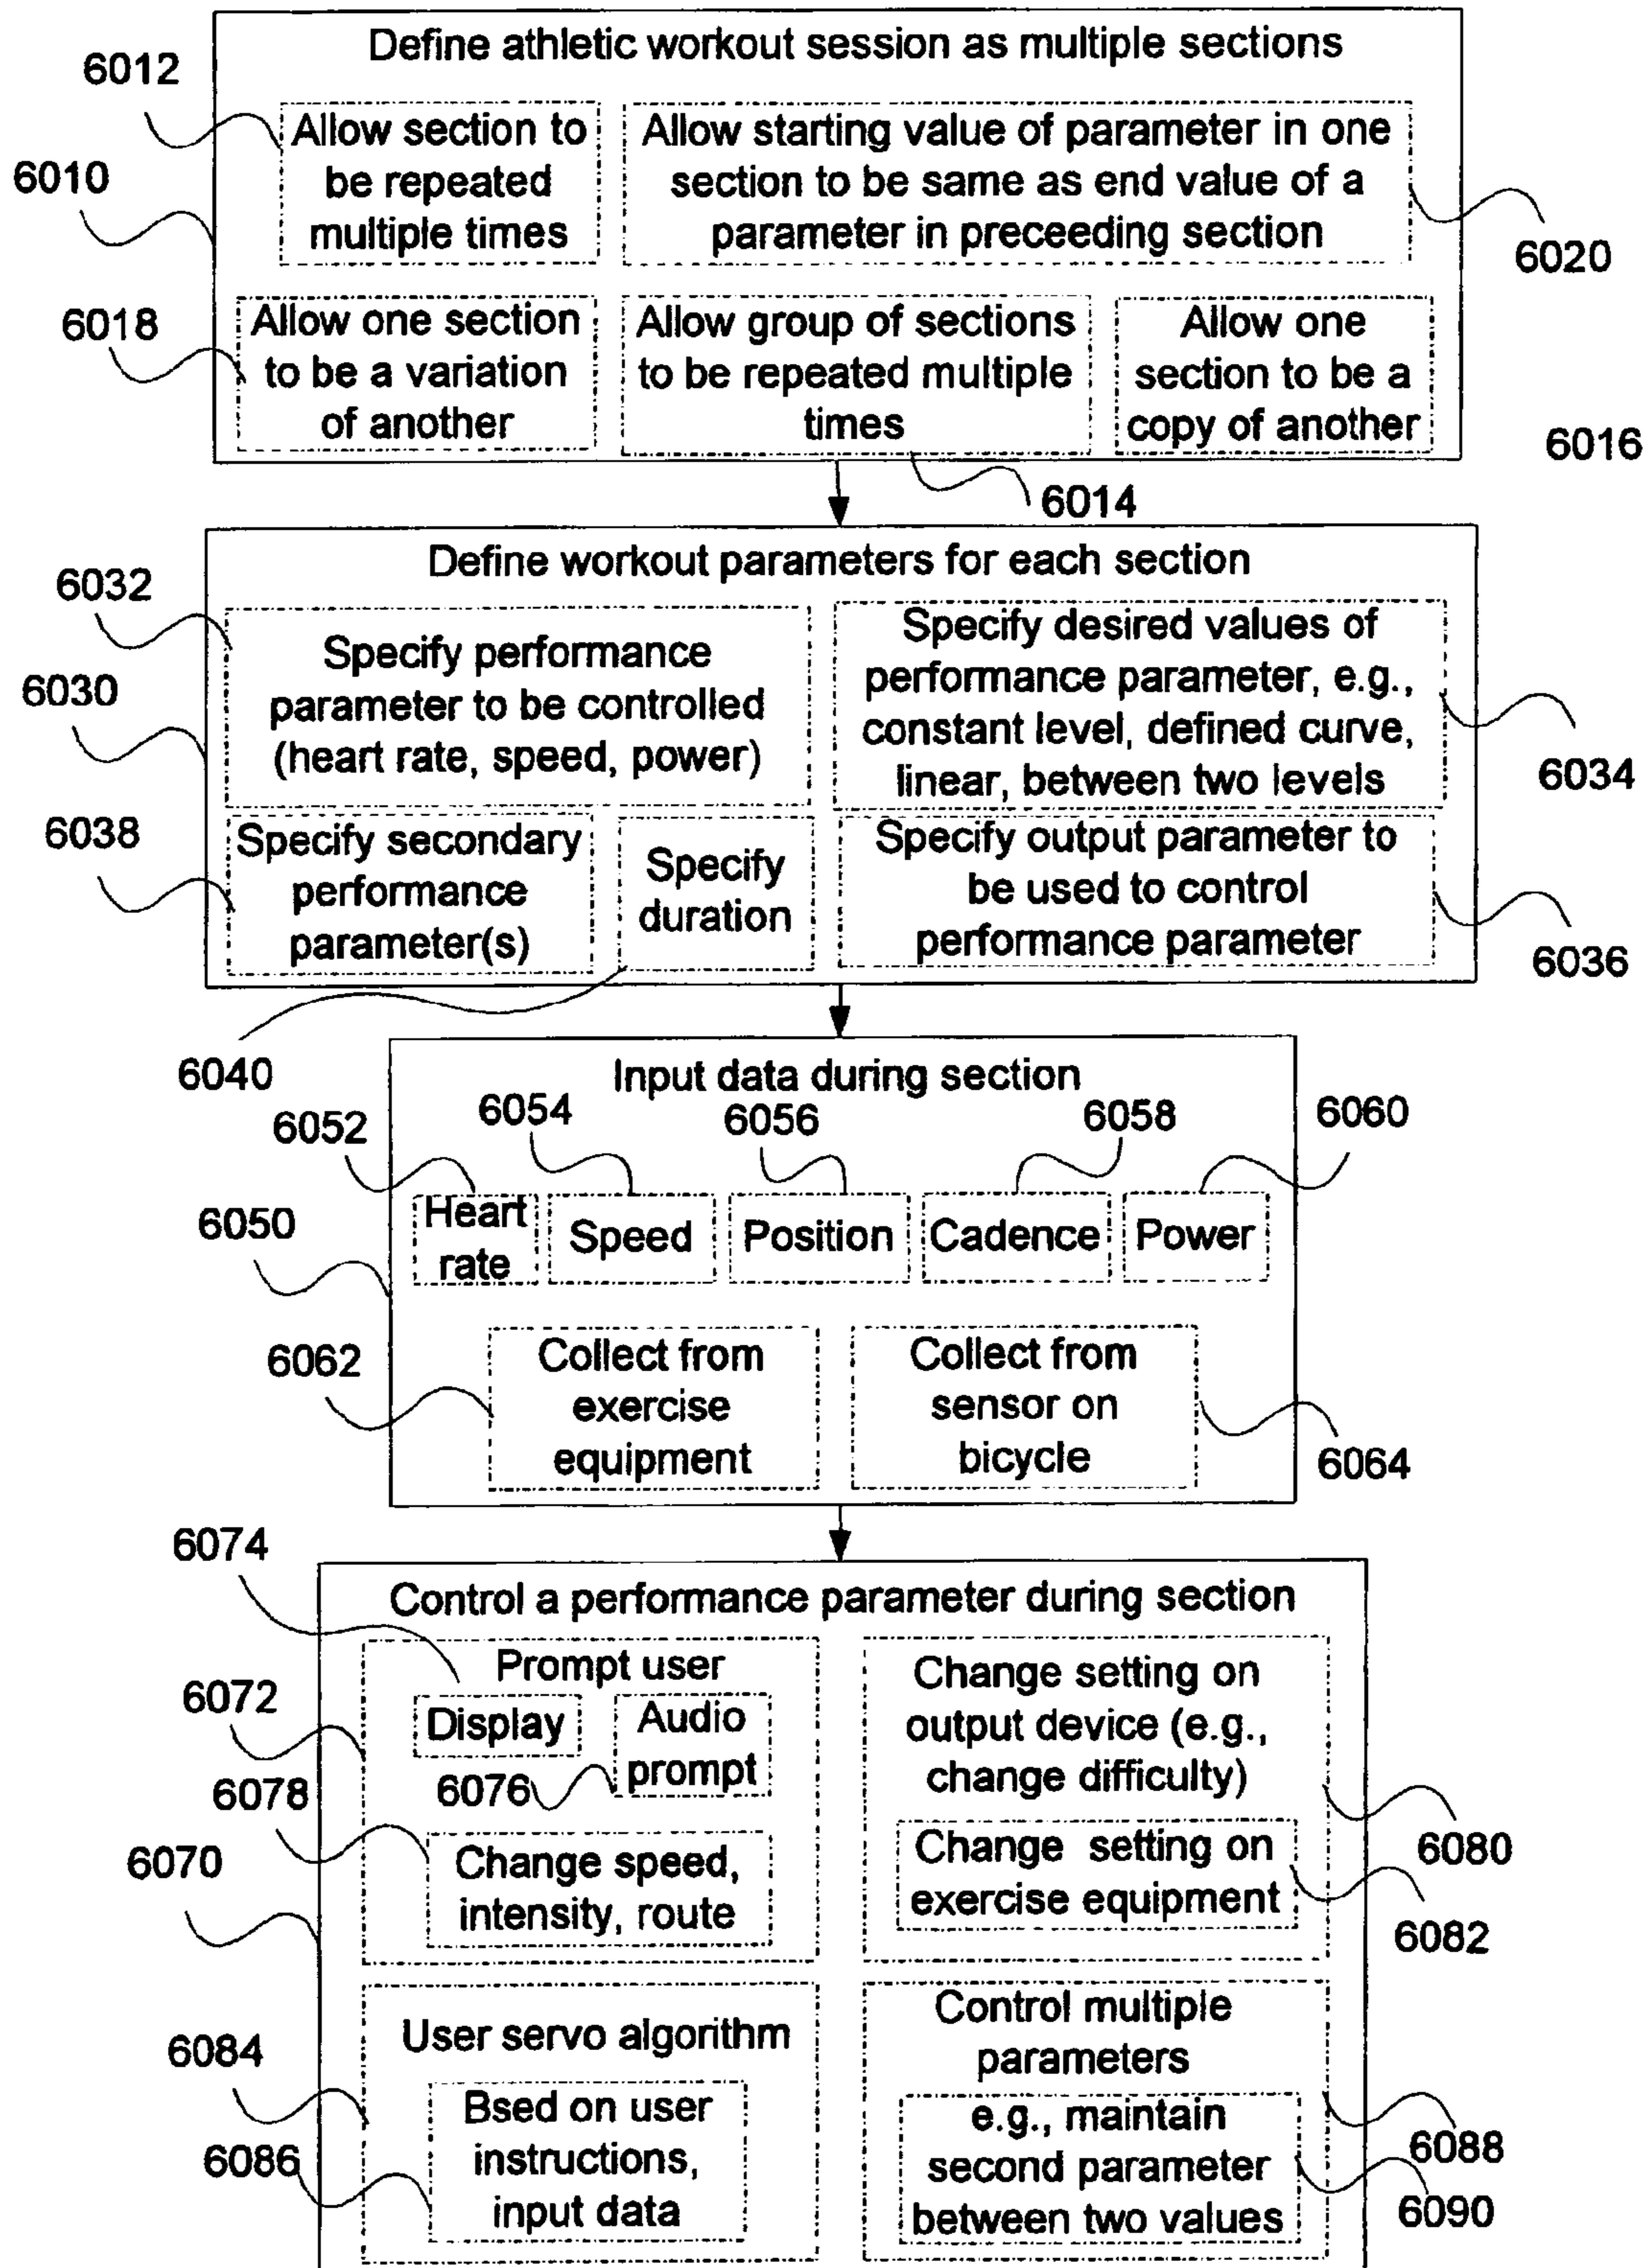 Define athletic workout session as multiple sections
6012
Allow section to
be repeated
multiple times
Allow starting value of parameter in one
section to be same as end value of a
parameter in preceeding section
6010
6020
6018
Allow one section
to be a variation
of another
Allow group of sections
to be repeated multiple
times
Allow one
section to be a
copy of another
6016
6014
Define workout parameters for each section
6032
Specify performance
parameter to be controlled
(heart rate, speed, power)
Specify desired values of
performance parameter, e.g.,
constant level, defined curve,
linear, between two levels
6030
6034
6038
Specify secondary
performance
parameter(s)
Specify
duration
Specify output parameter to
be used to control
performance parameter
6036
6040
Input data during section
6052
6054
6056
6058
6060
6050
Heart
rate
Speed
Position
Cadence
Power
6062
Collect from
exercise
equipment
Collect from
sensor on
bicycle
6064
6074
Control a performance parameter during section
6072
Prompt user
Display
Audio
prompt
6076
6078
Change speed,
intensity, route
6070
Change setting on
output device (e.g.,
change difficulty)
6080
Change setting on
exercise equipment
6082
6084
User servo algorithm
6086
Bsed on user
instructions,
input data
Control multiple
parameters
6088
e.g., maintain
second parameter
between two values
6090